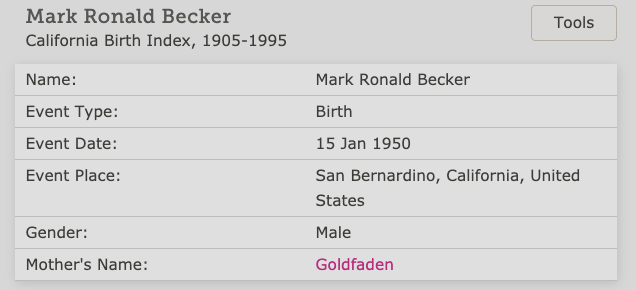 Mark Ronald Becker
Tools
California Birth Index, 1905-1995
Name: Mark Ronald Becker
Event Type: Birth
Event Date: 15 Jan 1950
Event Place: San Bernardino, California, United
States
Gender: Male
Mother's Name: Goldfaden